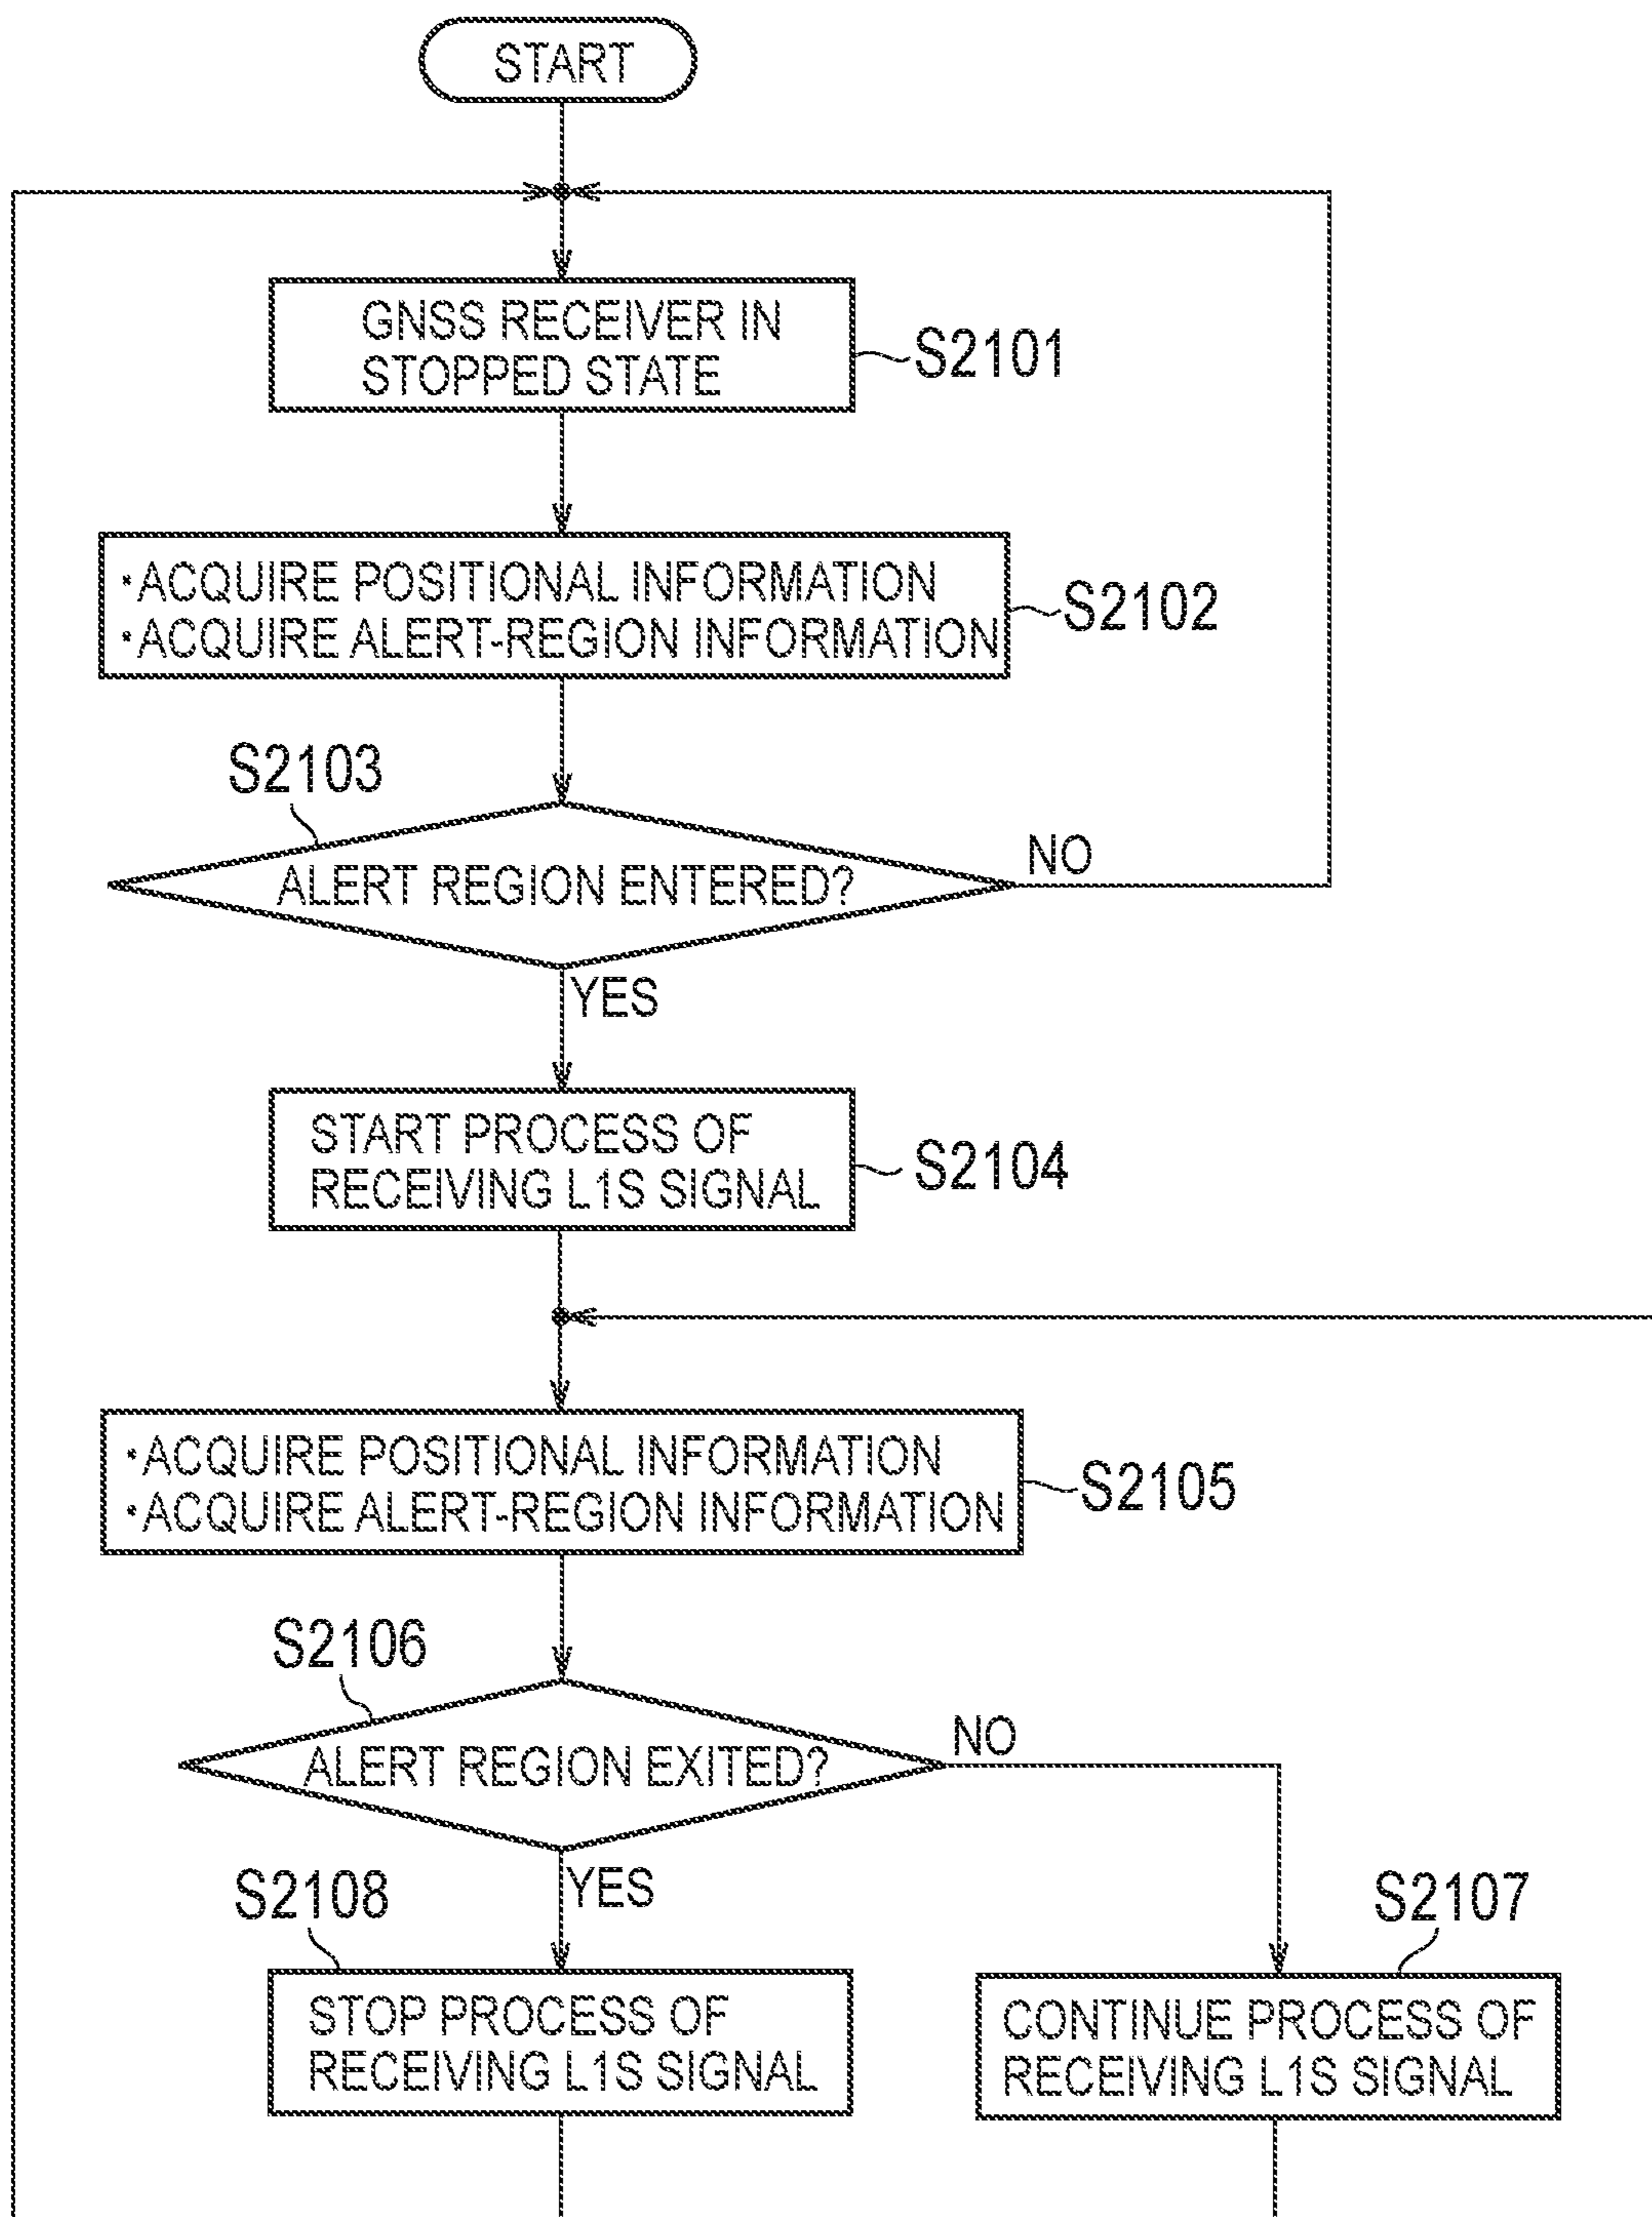 START
GNSS RECEIVER IN
STOPPED STATE
S2101
・ACQUIRE POSITIONAL INFORMATION
・ACQUIRE ALERT-REGION INFORMATION
S2102
S2103
ALERT REGION ENTERED?
NO
YES
START PROCESS OF
RECEIVING L1S SIGNAL
S2104
・ACQUIRE POSITIONAL INFORMATION
・ACQUIRE ALERT-REGION INFORMATION
S2105
S2106
ALERT REGION EXITED?
NO
YES
S2108
STOP PROCESS OF
RECEIVING L1S SIGNAL
S2107
CONTINUE PROCESS OF
RECEIVING L1S SIGNAL